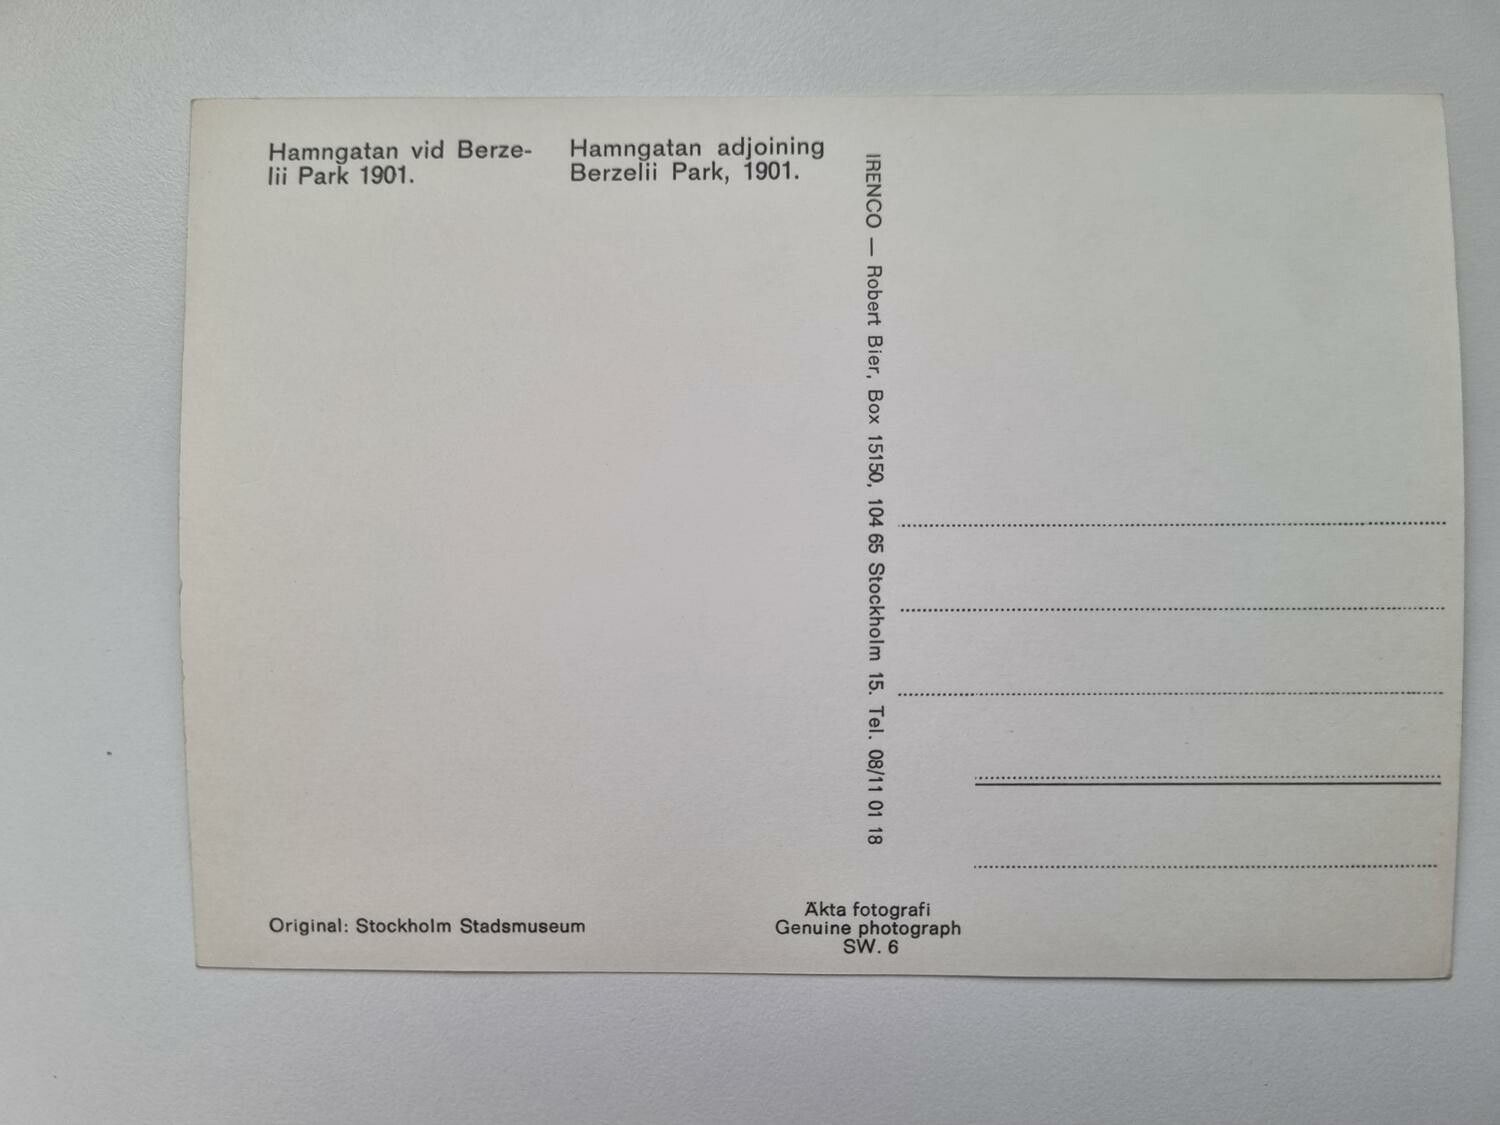 Hamngatan vid Berze-
lii Park 1901.
Hamngatan adjoining
Berzelii Park, 1901.
IRENCO — Robert Bier, Box 15150, 104 65 Stockholm 15. Tel. 08/11 01 18
Original: Stockholm Stadsmuseum
Äkta fotografi
Genuine photograph
SW. 6